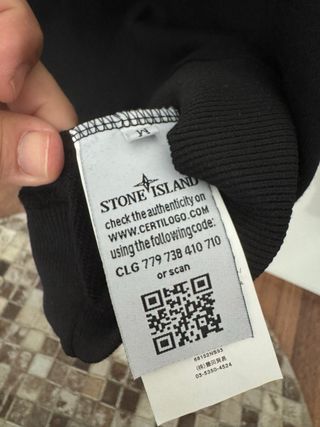 STONE ISLAND
check the authenticity on
WWW.CERTILOGO.COM
using the following code:
CLG 779 738 410 710
or scan